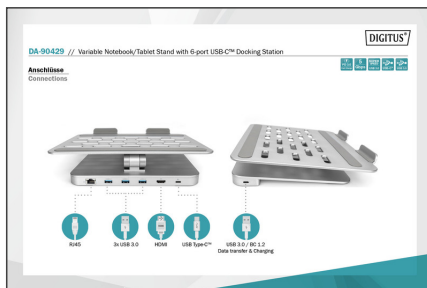 DIGITUS®
DA-90429 // Variable Notebook/Tablet Stand with 6-port USB-C™ Docking Station
Anschlüsse
Connections
RJ45
3x USB 3.0
HDMI
USB Type-C™
USB 3.0 / BC 1.2
Data transfer & Charging